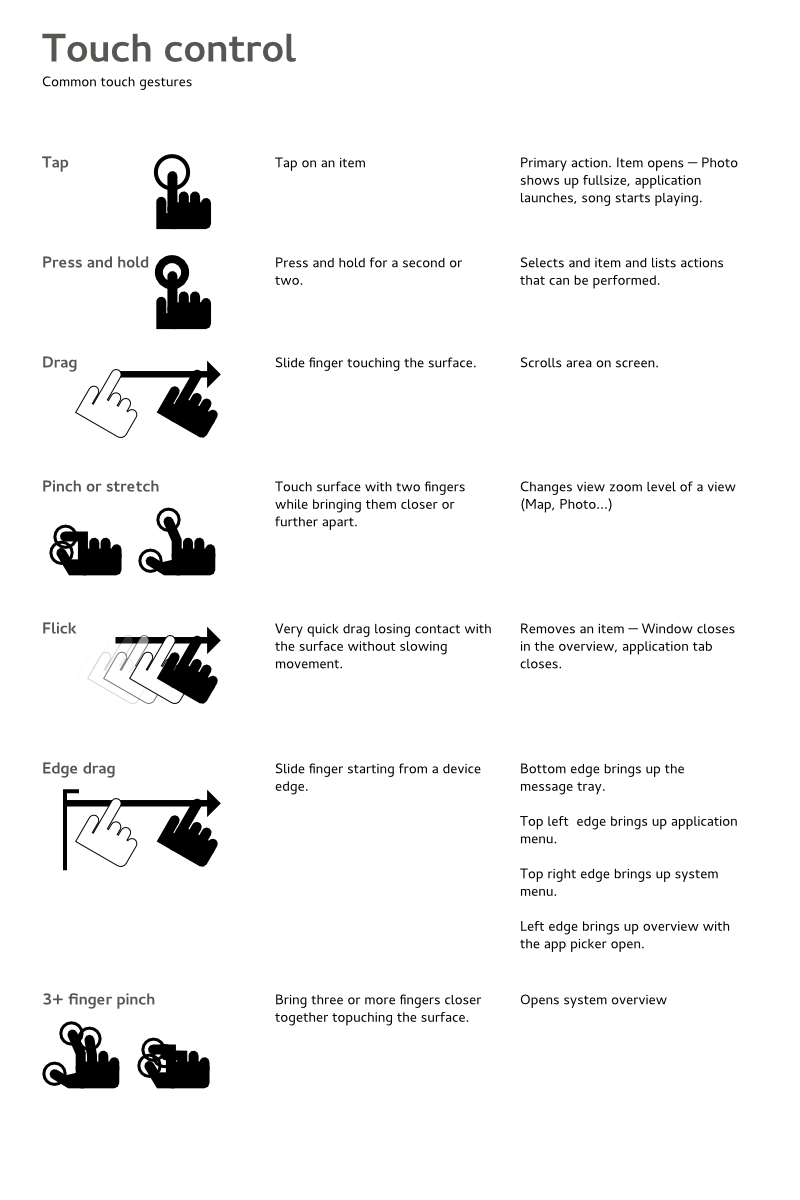 Touch control
Common touch gestures
Tap
Tap on an item
Primary action. Item opens — Photo
shows up fullsize, application
launches, song starts playing.
Press and hold
Press and hold for a second or
two.
Selects and item and lists actions
that can be performed.
Drag
Slide finger touching the surface.
Scrolls area on screen.
Pinch or stretch
Touch surface with two fingers
while bringing them closer or
further apart.
Changes view zoom level of a view
(Map, Photo...)
Flick
Very quick drag losing contact with
the surface without slowing
movement.
Removes an item — Window closes
in the overview, application tab
closes.
Edge drag
Slide finger starting from a device
edge.
Bottom edge brings up the
message tray.
Top left  edge brings up application
menu.
Top right edge brings up system
menu.
Left edge brings up overview with
the app picker open.
3+ finger pinch
Bring three or more fingers closer
together topuching the surface.
Opens system overview